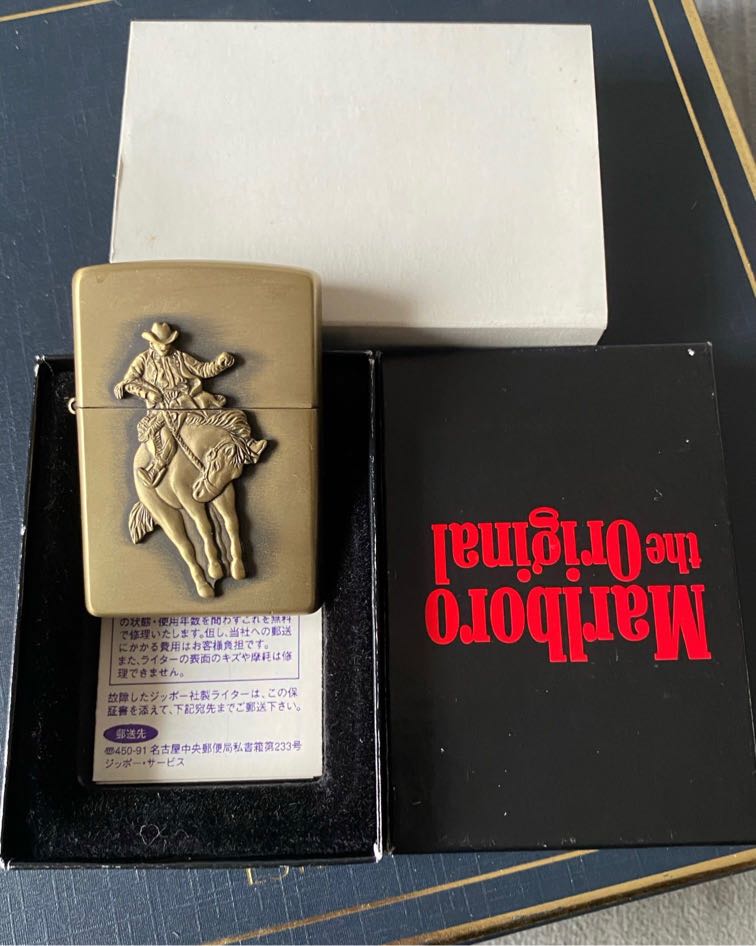 の状態・使用年数を問わずこれを無料
で修理いたします。但し、当社への郵送
にかかる費用はお客様負担です。
また、ライターの表面のキズや摩耗は修
理できません。
故障したジッポー社製ライターは、この保
証書を添えて、下記宛先までご郵送下さい。
郵送先
〠450-91 名古屋中央郵便局私書箱第233号
ジッポー・サービス
Marlboro
the Original